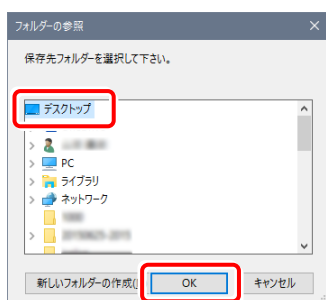 フォルダーの参照
保存先フォルダーを選択して下さい。
デスクトップ
PC
ライブラリ
ネットワーク
新しいフォルダーの作成(
OK
キャンセル